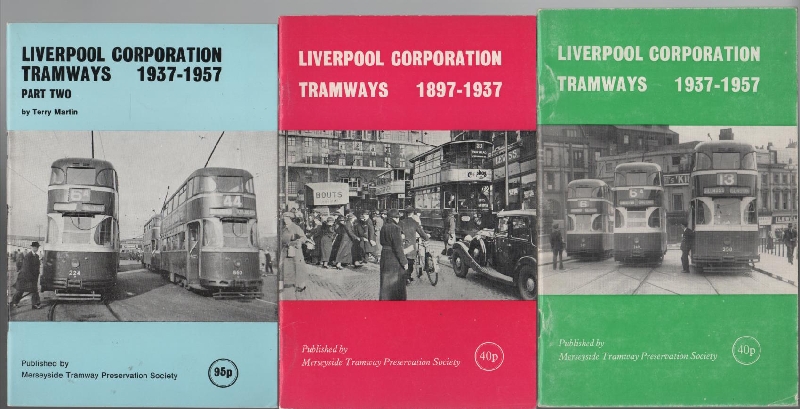 LIVERPOOL CORPORATION
TRAMWAYS 1937-1957
PART TWO
by Terry Martin
44
Published by
Merseyside Tramway Preservation Society
95p
LIVERPOOL CORPORATION
TRAMWAYS 1897-1937
BOUTS
Published by
Merseyside Tramway Preservation Society
40p
LIVERPOOL CORPORATION
TRAMWAYS 1937-1957
13
Published by
Merseyside Tramway Preservation Society
40p